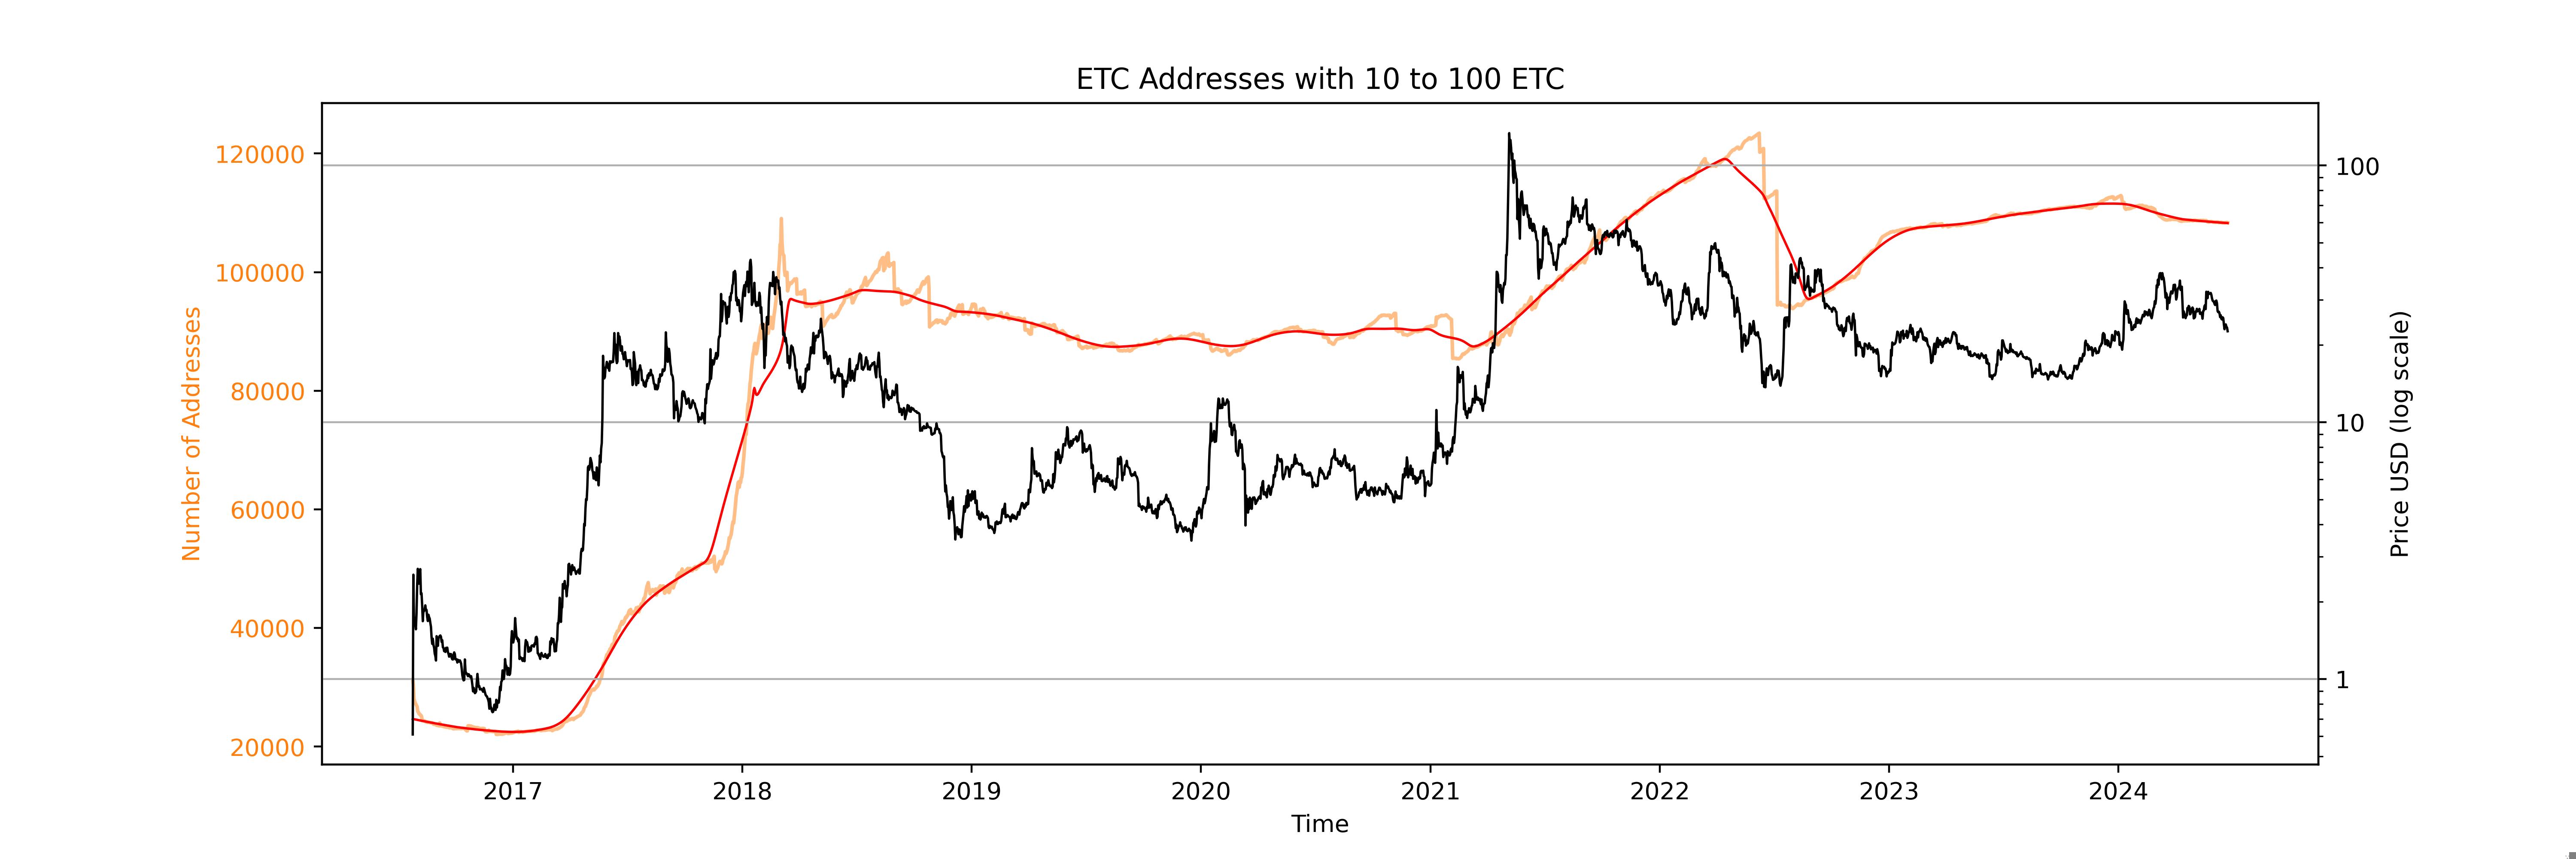 ETC Addresses with 10 to 100 ETC
Number of Addresses
120000
100000
80000
60000
40000
20000
100
10
1
Price USD (log scale)
2017 2018 2019 2020 2021 2022 2023 2024
Time